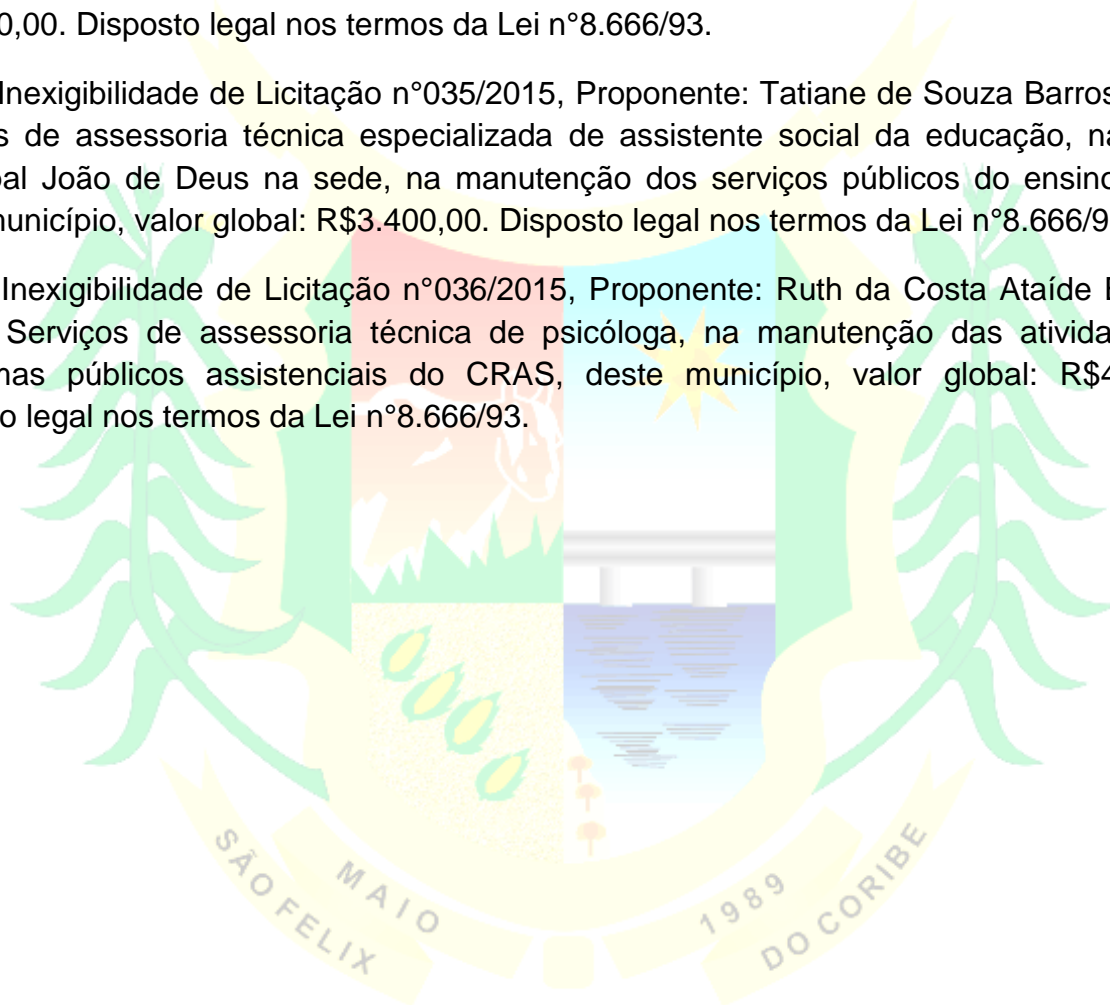 0,00. Disposto legal nos termos da Lei n°8.666/93.
Inexigibilidade de Licitação n°035/2015, Proponente: Tatiane de Souza Barros
s de assessoria técnica especializada de assistente social da educação, na
al João de Deus na sede, na manutenção dos serviços públicos do ensino
município, valor global: R$3.400,00. Disposto legal nos termos da Lei n°8.666/9
Inexigibilidade de Licitação n°036/2015, Proponente: Ruth da Costa Ataíde
Serviços de assessoria técnica de psicóloga, na manutenção das ativida
mas públicos assistenciais do CRAS, deste município, valor global: R$4
o legal nos termos da Lei n°8.666/93.
SÃO FELIX MAIO 1989 DO CORIBE